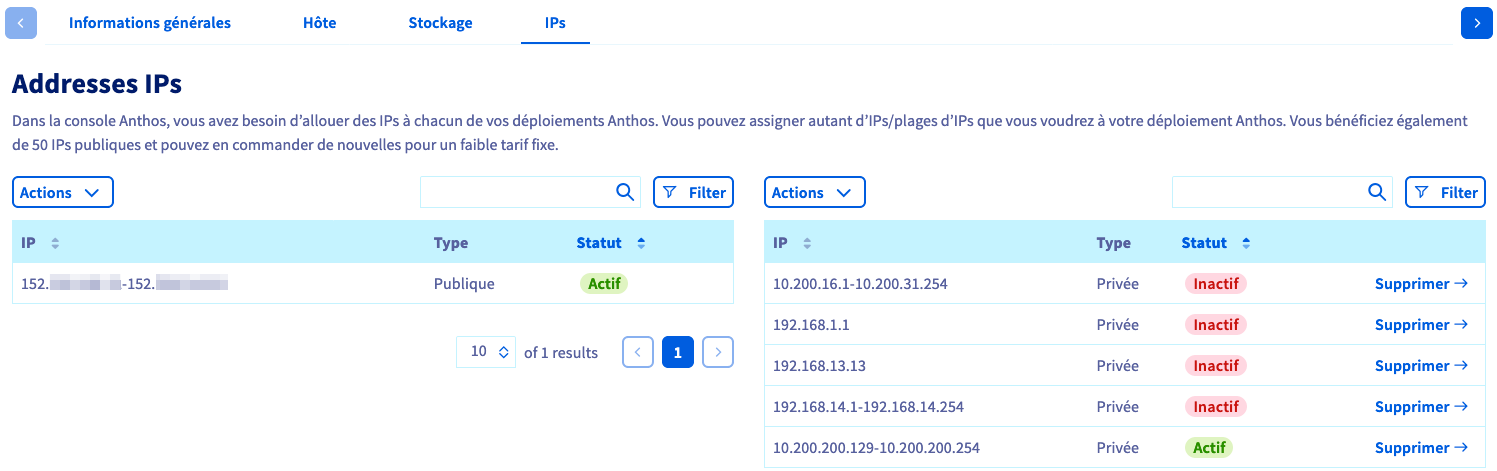 Informations générales Hôte Stockage IPs
Addresses IPs
Dans la console Anthos, vous avez besoin d’allouer des IPs à chacun de vos déploiements Anthos. Vous pouvez assigner autant d’IPs/plages d’IPs que vous voudrez à votre déploiement Anthos. Vous bénéficiez également
de 50 IPs publiques et pouvez en commander de nouvelles pour un faible tarif fixe.
Actions Filter
IP Type Statut
152. -152. Publique Actif
10 of 1 results 1
Actions Filter
IP Type Statut
10.200.16.1-10.200.31.254 Privée Inactif Supprimer
192.168.1.1 Privée Inactif Supprimer
192.168.13.13 Privée Inactif Supprimer
192.168.14.1-192.168.14.254 Privée Inactif Supprimer
10.200.200.129-10.200.200.254 Privée Actif Supprimer